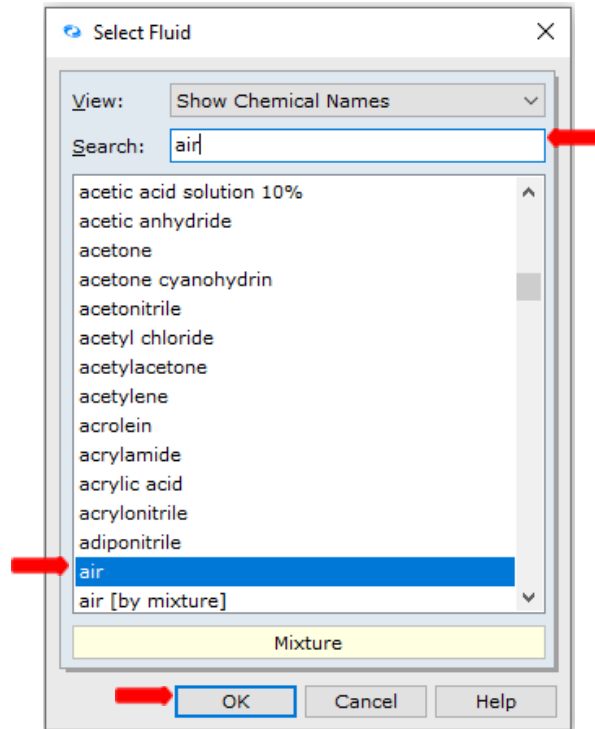 Select Fluid
View: Show Chemical Names
Search: air
acetic acid solution 10%
acetic anhydride
acetone
acetone cyanohydrin
acetonitrile
acetyl chloride
acetylacetone
acetylene
acrolein
acrylamide
acrylic acid
acrylonitrile
adiponitrile
air
air [by mixture]
Mixture
OK Cancel Help